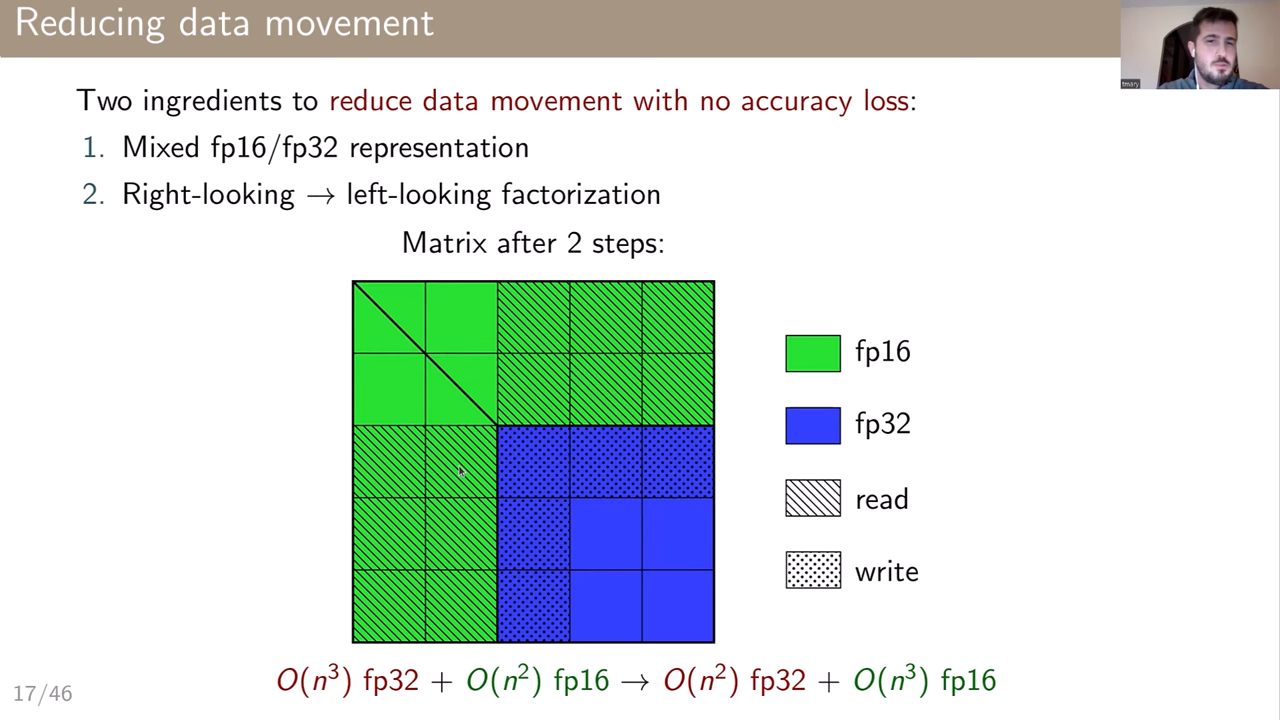 Reducing data movement
tmary
Two ingredients to reduce data movement with no accuracy loss:
1. Mixed fp16/fp32 representation
2. Right-looking → left-looking factorization
Matrix after 2 steps:
fp16
fp32
read
write
O(n³) fp32 + O(n²) fp16 → O(n²) fp32 + O(n³) fp16
17/46